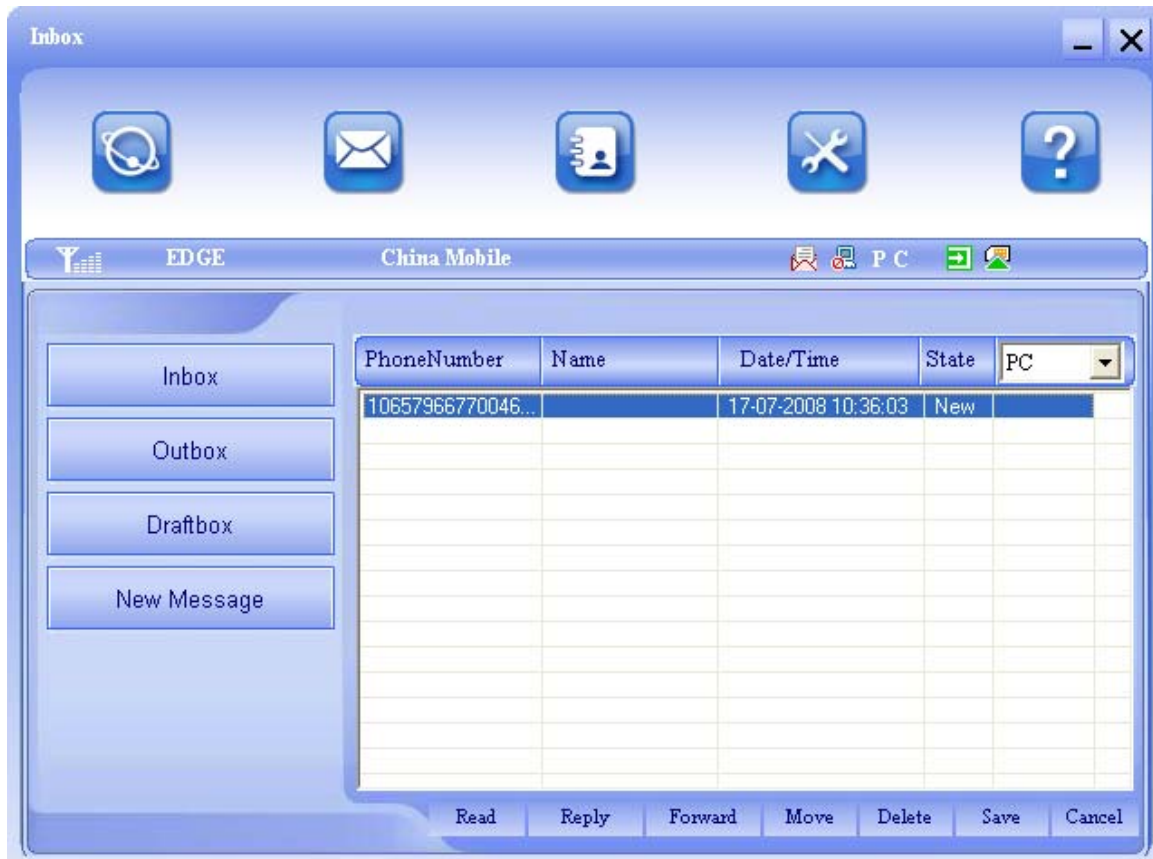 Inbox
EDGE China Mobile P C
PhoneNumber Name Date/Time State PC
10657966770046... 17-07-2008 10:36:03 New
Inbox
Outbox
Draftbox
New Message
Read Reply Forward Move Delete Save Cancel